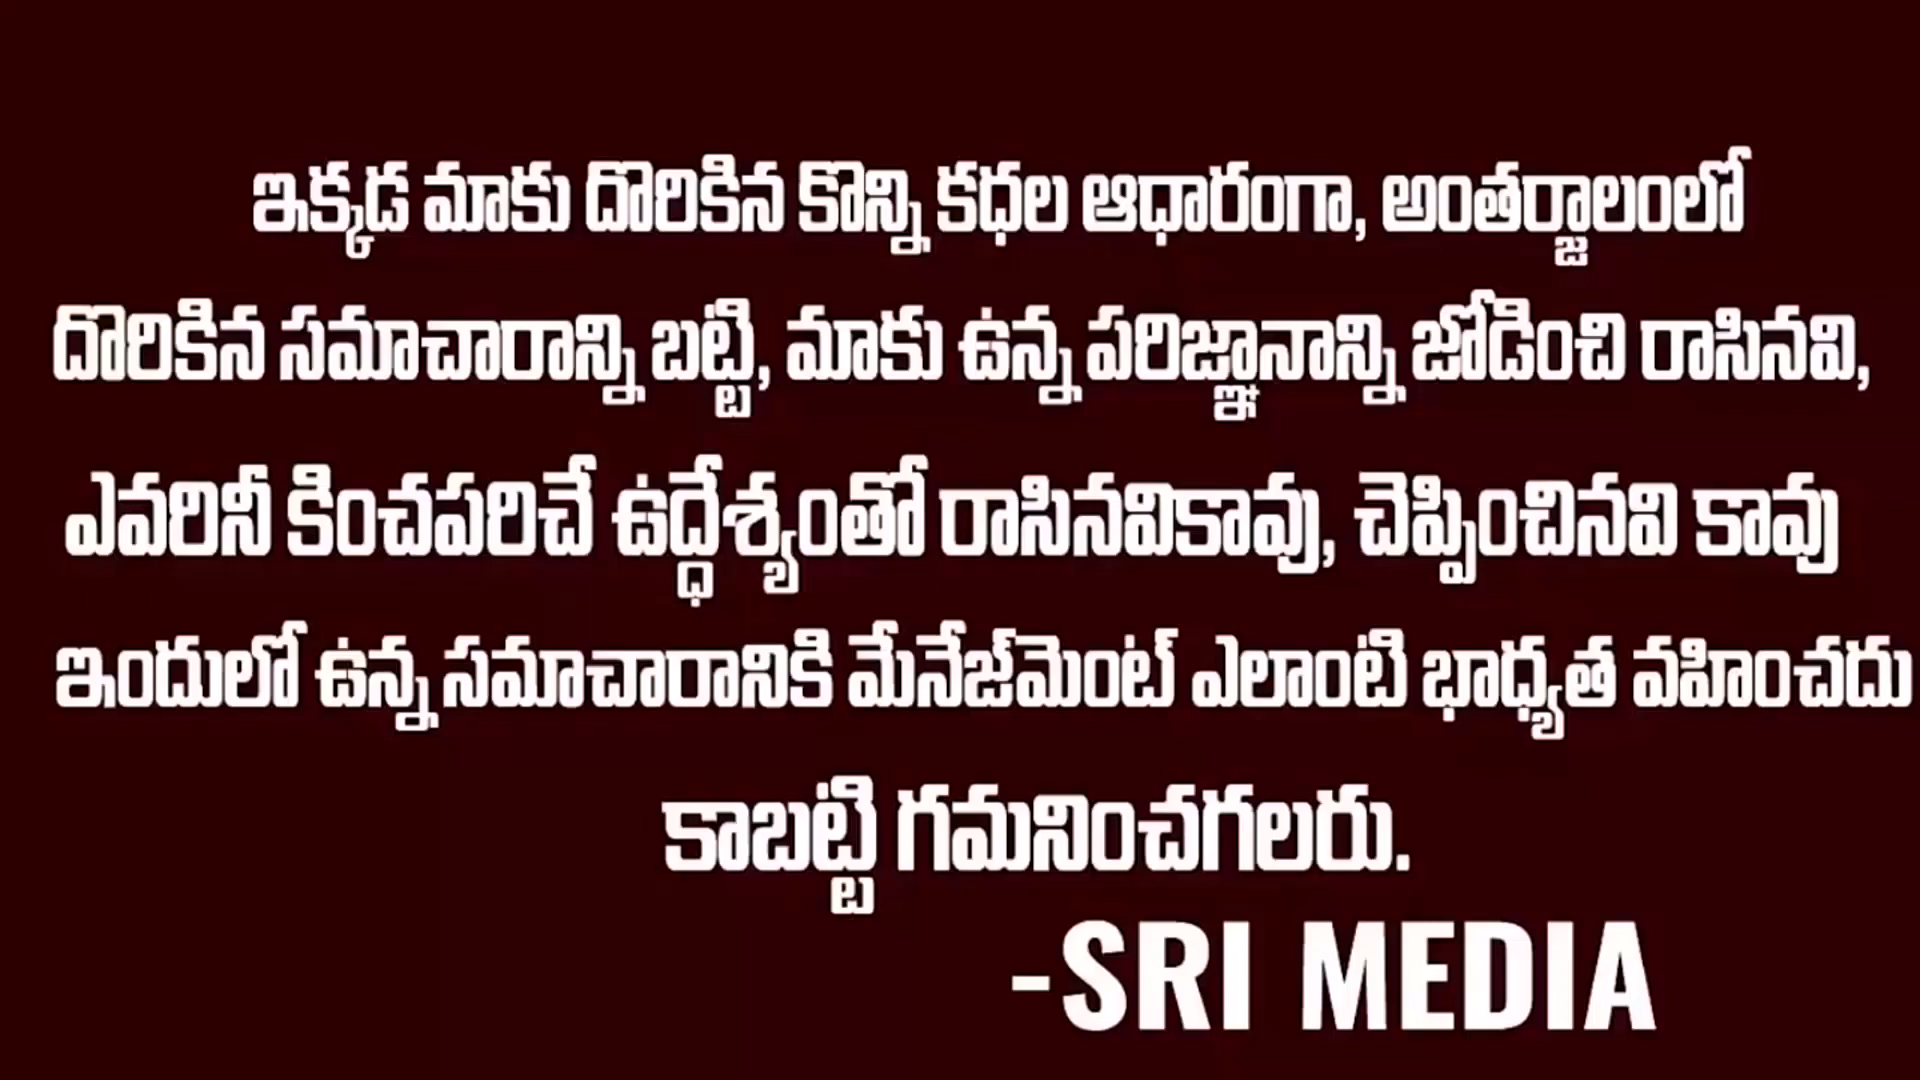 ఇక్కడ మాకు దొరికిన కొన్ని కధల ఆధారంగా, అంతర్జాలంలో
దొరికిన సమాచారాన్ని బట్టి, మాకు ఉన్న పరిజ్ఞానాన్ని జోడించి రాసినవి,
ఎవరినీ కించపరిచే ఉద్ధేశ్యంతో రాసినవికావు, చెప్పించినవి కావు
ఇందులో ఉన్న సమాచారానికి మేనేజ్‌మెంట్ ఎలాంటి భాధ్యత వహించదు
కాబట్టి గమనించగలరు.
-SRI MEDIA